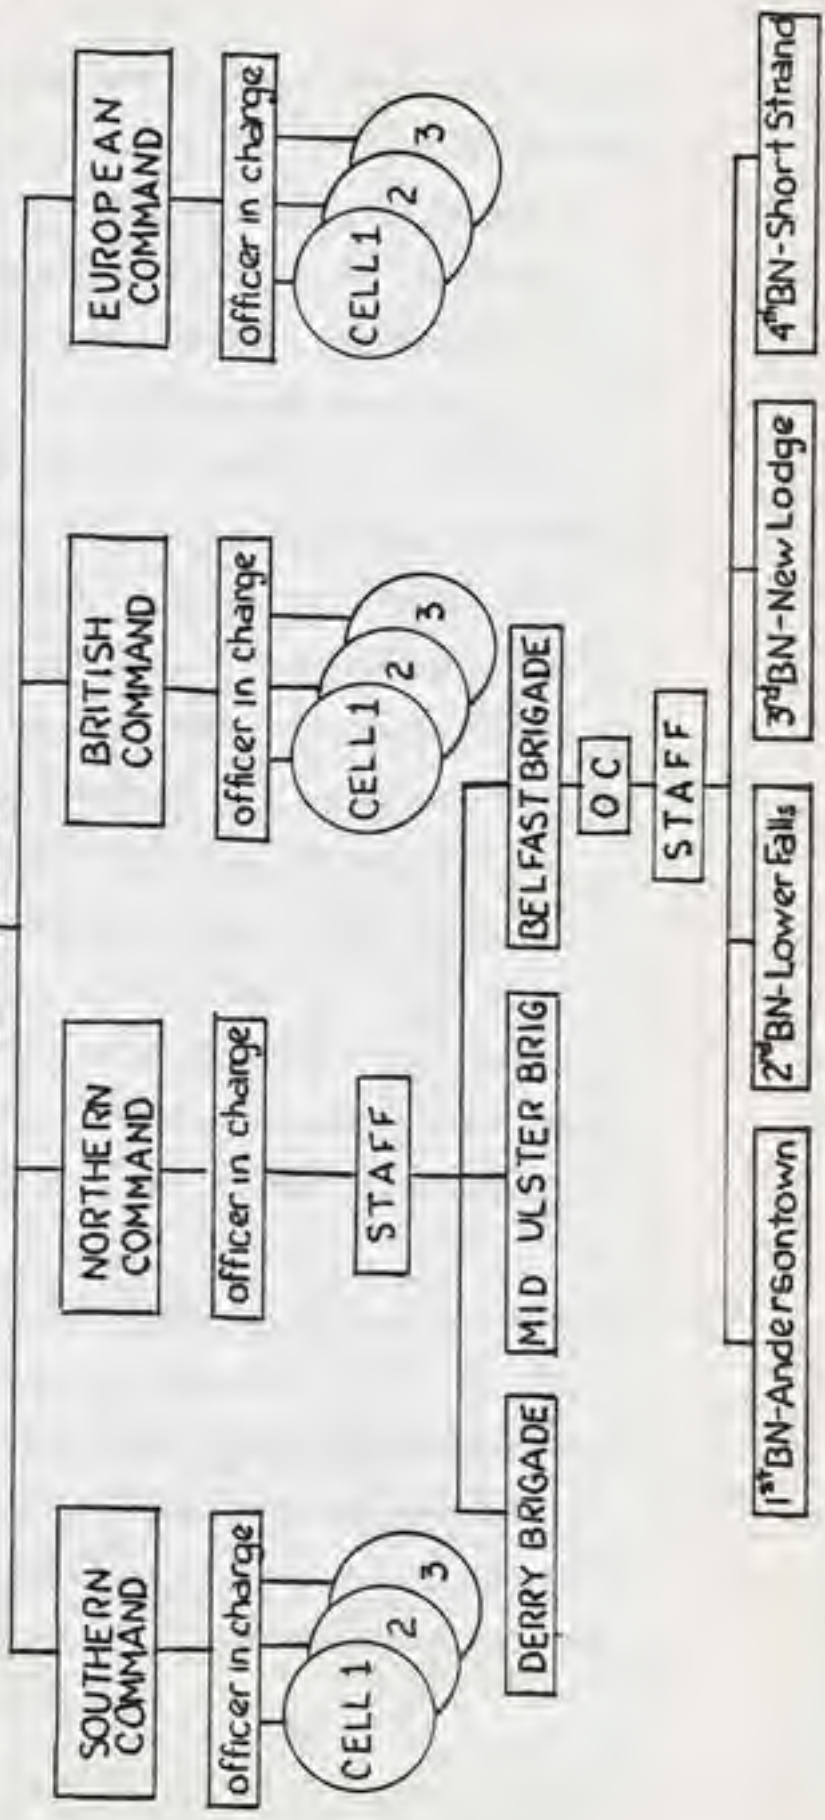 SOUTHERN
COMMAND
NORTHERN
COMMAND
BRITISH
COMMAND
EUROPEAN
COMMAND
officer in charge
officer in charge
officer in charge
officer in charge
CELL 1
2
3
STAFF
CELL 1
2
3
CELL 1
2
3
DERRY BRIGADE
MID ULSTER BRIG
BELFAST BRIGADE
OC
STAFF
1st BN-Andersontown
2nd BN-Lower Falls
3rd BN-New Lodge
4th BN-Short Strand